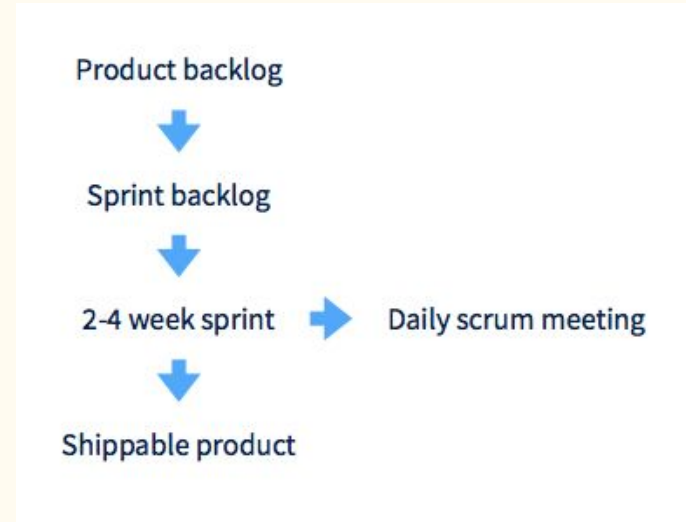 Product backlog
Sprint backlog
2-4 week sprint
Daily scrum meeting
Shippable product